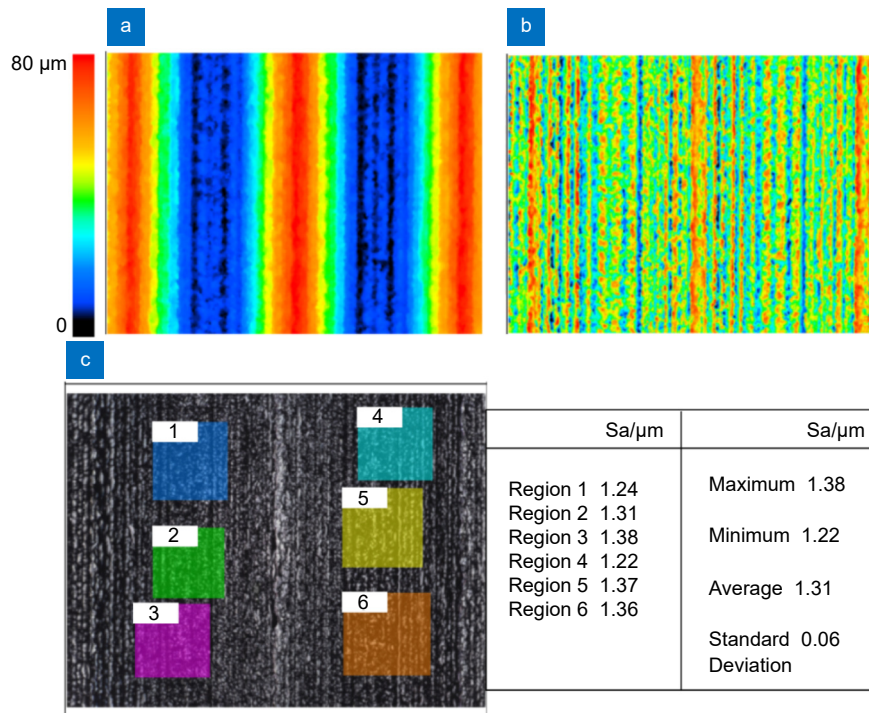 a
b
80 µm
0
c
1
2
3
4
5
6
Sa/µm
Region 1 1.24
Region 2 1.31
Region 3 1.38
Region 4 1.22
Region 5 1.37
Region 6 1.36
Sa/µm
Maximum 1.38
Minimum 1.22
Average 1.31
Standard 0.06
Deviation